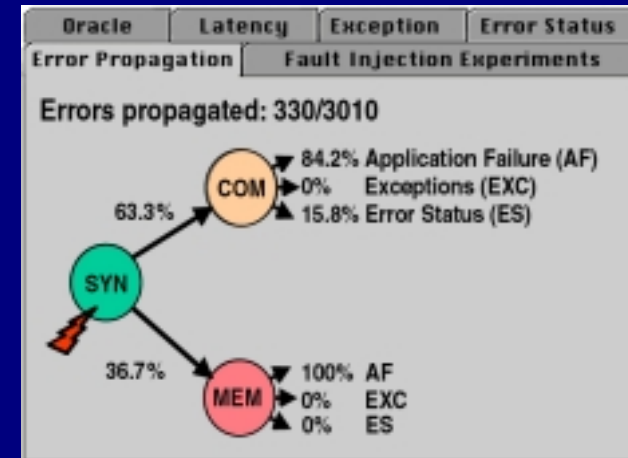 Oracle Latency Exception Error Status
Error Propagation Fault Injection Experiments
Errors propagated: 330/3010
84.2% Application Failure (AF)
COM 0% Exceptions (EXC)
63.3% 15.8% Error Status (ES)
SYN
36.7% 100% AF
MEM 0% EXC
0% ES